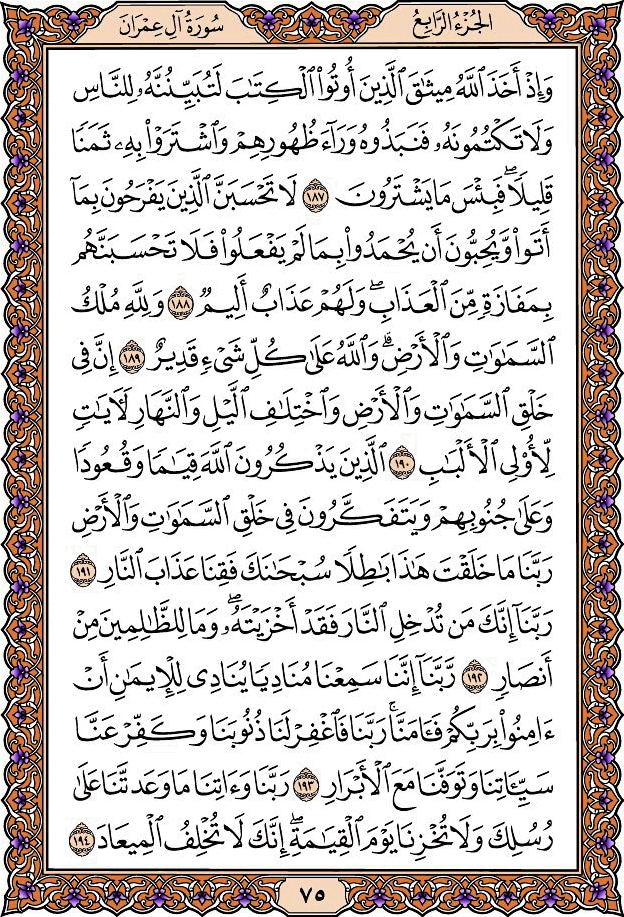 الجُزْءُ الرَّابِعُ
سُورَةُ آلِ عِمْرَان
وَإِذْ أَخَذَ ٱللَّهُ مِيثَٰقَ ٱلَّذِينَ أُوتُوا۟ ٱلْكِتَٰبَ لَتُبَيِّنُنَّهُۥ لِلنَّاسِ
وَلَا تَكْتُمُونَهُۥ فَنَبَذُوهُ وَرَآءَ ظُهُورِهِمْ وَٱشْتَرَوْا۟ بِهِۦ ثَمَنًا
قَلِيلًا ۖ فَبِئْسَ مَا يَشْتَرُونَ ١٨٧ لَا تَحْسَبَنَّ ٱلَّذِينَ يَفْرَحُونَ بِمَآ
أَتَوا۟ وَّيُحِبُّونَ أَن يُحْمَدُوا۟ بِمَا لَمْ يَفْعَلُوا۟ فَلَا تَحْسَبَنَّهُم
بِمَفَازَةٍ مِّنَ ٱلْعَذَابِ ۖ وَلَهُمْ عَذَابٌ أَلِيمٌ ١٨٨ وَلِلَّهِ مُلْكُ
ٱلسَّمَٰوَٰتِ وَٱلْأَرْضِ ۗ وَٱللَّهُ عَلَىٰ كُلِّ شَىْءٍ قَدِيرٌ ١٨٩ إِنَّ فِى
خَلْقِ ٱلسَّمَٰوَٰتِ وَٱلْأَرْضِ وَٱخْتِلَٰفِ ٱلَّيْلِ وَٱلنَّهَارِ لَءَايَٰتٍ
لِّأُو۟لِى ٱلْأَلْبَٰبِ ١٩٠ ٱلَّذِينَ يَذْكُرُونَ ٱللَّهَ قِيَٰمًا وَقُعُودًا
وَعَلَىٰ جُنُوبِهِمْ وَيَتَفَكَّرُونَ فِى خَلْقِ ٱلسَّمَٰوَٰتِ وَٱلْأَرْضِ
رَبَّنَا مَا خَلَقْتَ هَٰذَا بَٰطِلًا سُبْحَٰنَكَ فَقِنَا عَذَابَ ٱلنَّارِ ١٩١
رَبَّنَآ إِنَّكَ مَن تُدْخِلِ ٱلنَّارَ فَقَدْ أَخْزَيْتَهُۥ ۖ وَمَا لِلظَّٰلِمِينَ مِنْ
أَنصَارٍ ١٩٢ رَّبَّنَآ إِنَّنَا سَمِعْنَا مُنَادِيًا يُنَادِى لِلْإِيمَٰنِ أَنْ
ءَامِنُوا۟ بِرَبِّكُمْ فَـَٔامَنَّا ۚ رَبَّنَا فَٱغْفِرْ لَنَا ذُنُوبَنَا وَكَفِّرْ عَنَّا
سَيِّـَٔاتِنَا وَتَوَفَّنَا مَعَ ٱلْأَبْرَارِ ١٩٣ رَبَّنَا وَءَاتِنَا مَا وَعَدتَّنَا عَلَىٰ
رُسُلِكَ وَلَا تُخْزِنَا يَوْمَ ٱلْقِيَٰمَةِ ۗ إِنَّكَ لَا تُخْلِفُ ٱلْمِيعَادَ ١٩٤
٧٥